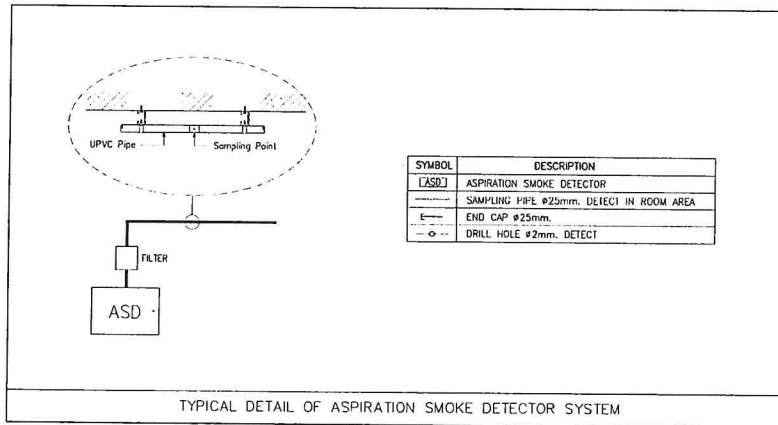 UPVC Pipe
Sampling Point
FILTER
ASD
SYMBOL DESCRIPTION
ASD ASPIRATION SMOKE DETECTOR
SAMPLING PIPE ø25mm. DETECT IN ROOM AREA
END CAP ø25mm.
DRILL HOLE ø2mm. DETECT
TYPICAL DETAIL OF ASPIRATION SMOKE DETECTOR SYSTEM